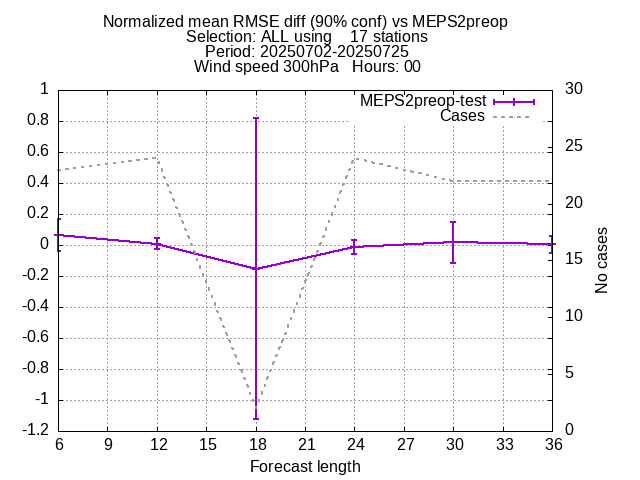 Normalized mean RMSE diff (90% conf) vs MEPS2preop
Selection: ALL using    17 stations
Period: 20250702-20250725
Wind speed 300hPa   Hours: 00
MEPS2preop-test
Cases
1
0.8
0.6
0.4
0.2
0
-0.2
-0.4
-0.6
-0.8
-1
-1.2
30
25
20
15
10
5
0
No cases
6 9 12 15 18 21 24 27 30 33 36
Forecast length